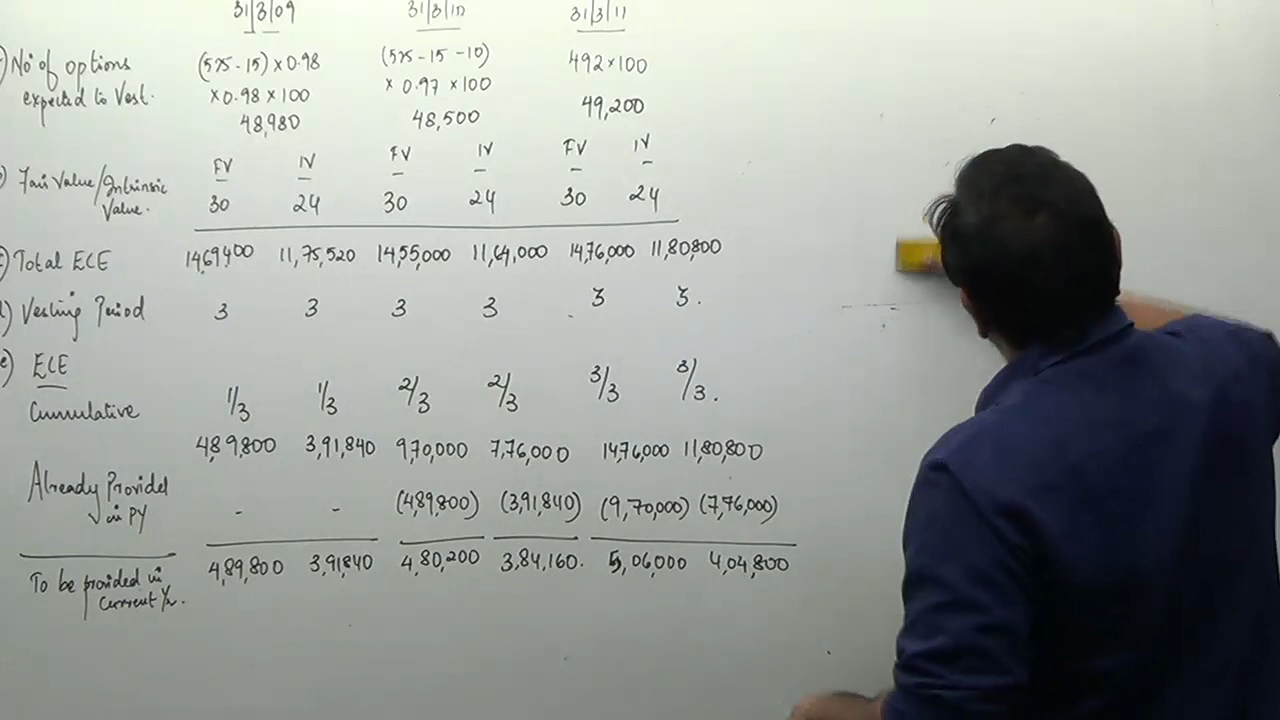 31/3/09 31/3/10 31/3/11
No of options (525-15) x 0.98 (525-15-10) 492 x 100
expected to Vest. x 0.98 x 100 x 0.97 x 100 49,200
48,980 48,500
FV IV FV IV FV IV
Fair Value/Intrinsic Value. 30 24 30 24 30 24
c) Total ECE 14,69,400 11,75,520 14,55,000 11,64,000 14,76,000 11,80,800
d) Vesting Period 3 3 3 3 3 3.
e) ECE
Cummulative 1/3 1/3 2/3 2/3 3/3 3/3.
4,89,800 3,91,840 9,70,000 7,76,000 14,76,000 11,80,800
Already Provided
in PY - - (4,89,800) (3,91,840) (9,70,000) (7,76,000)
To be provided in 4,89,800 3,91,840 4,80,200 3,84,160. 5,06,000 4,04,800
Current Yr.